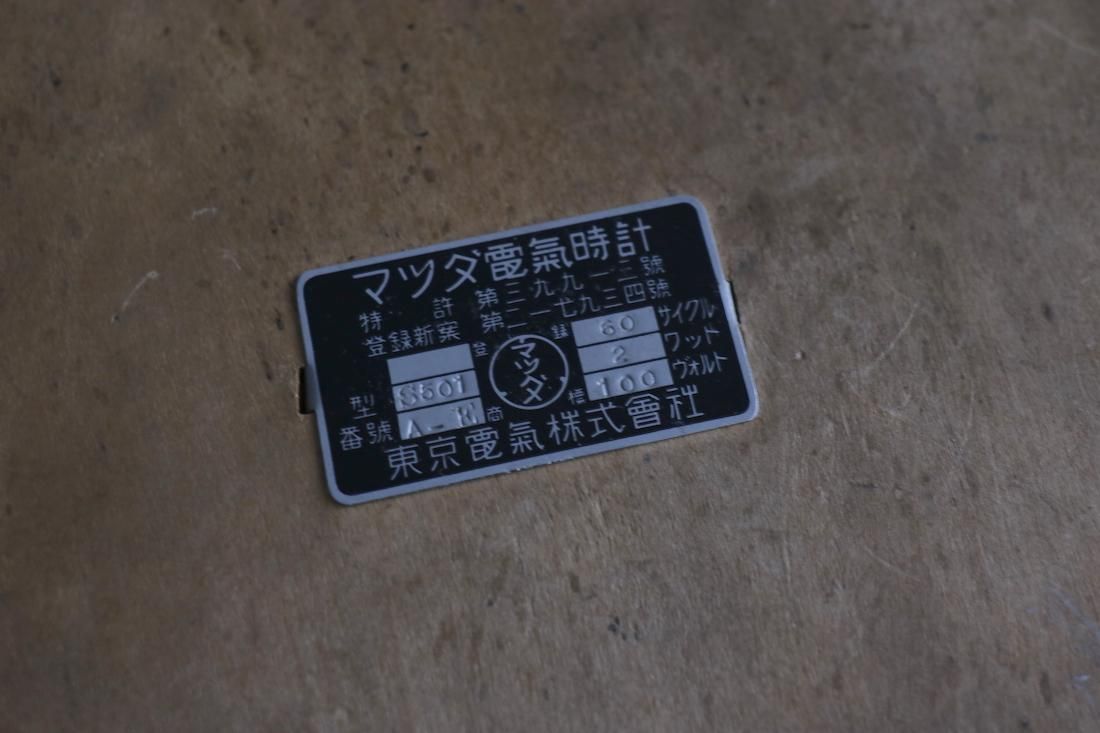 マツダ電氣時計
特許 第三九九一三號
登録新案 第二一七九三四號
60 サイクル
2 ワット
100 ヴォルト
登録商標
マツダ
型 S501
番號
東京電氣株式會社